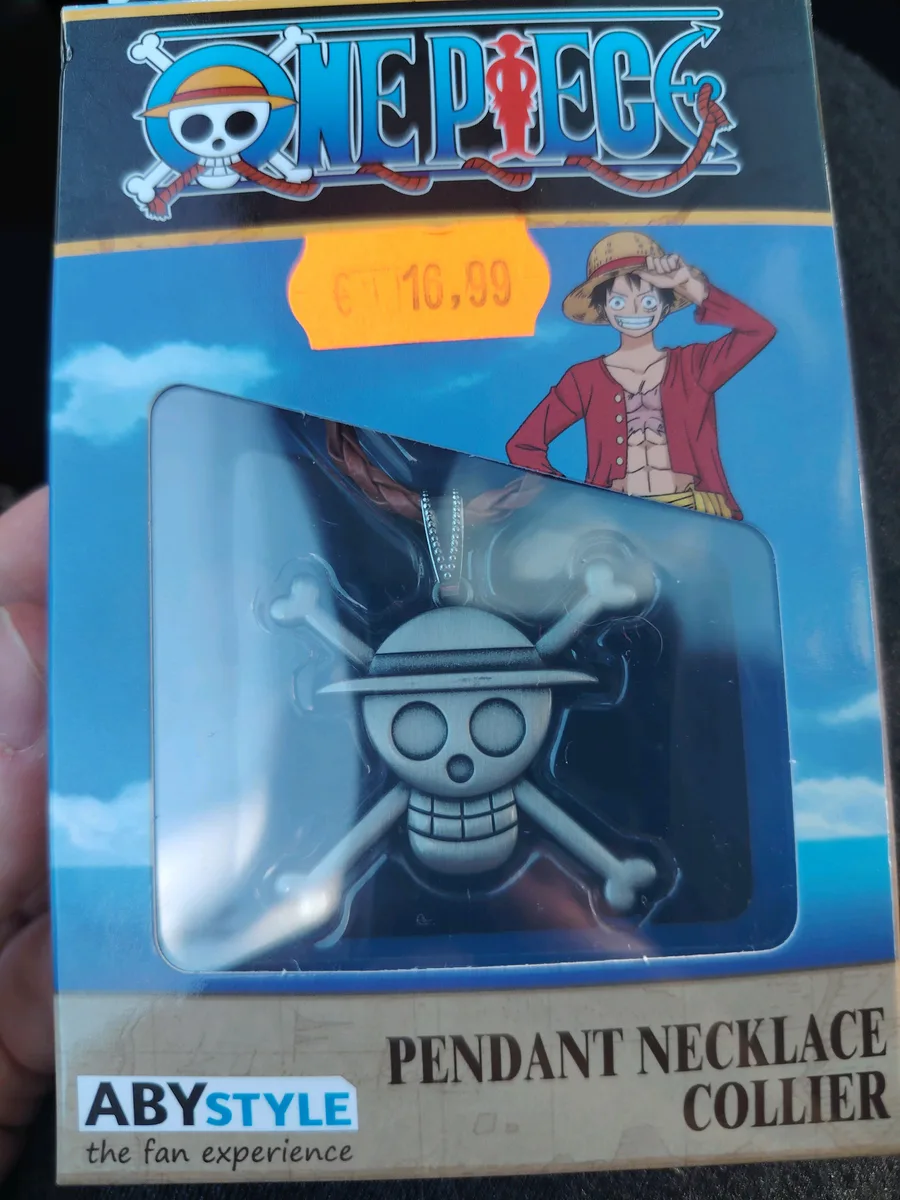 ONE PIECE
€ 16,99
PENDANT NECKLACE
COLLIER
ABYSTYLE
the fan experience